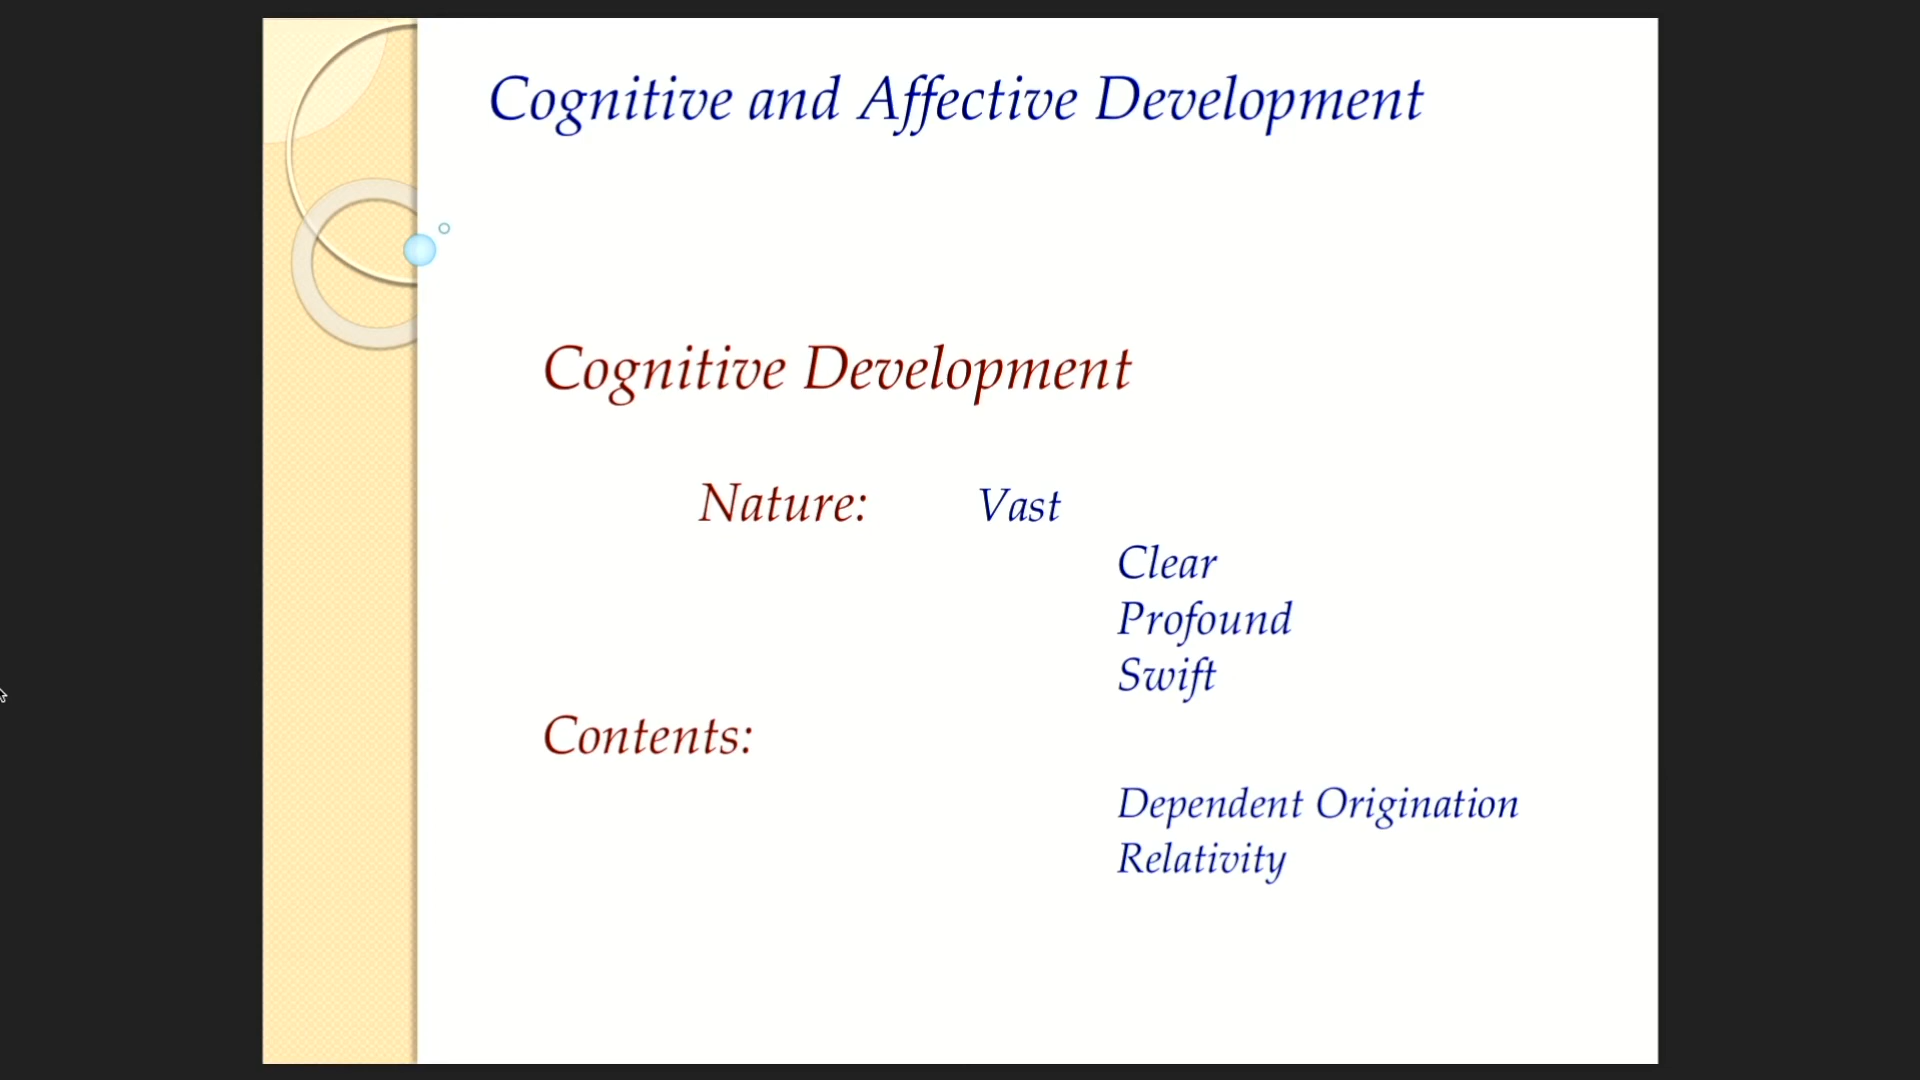 Cognitive and Affective Development
Cognitive Development
Nature: Vast
Clear
Profound
Swift
Contents:
Dependent Origination
Relativity